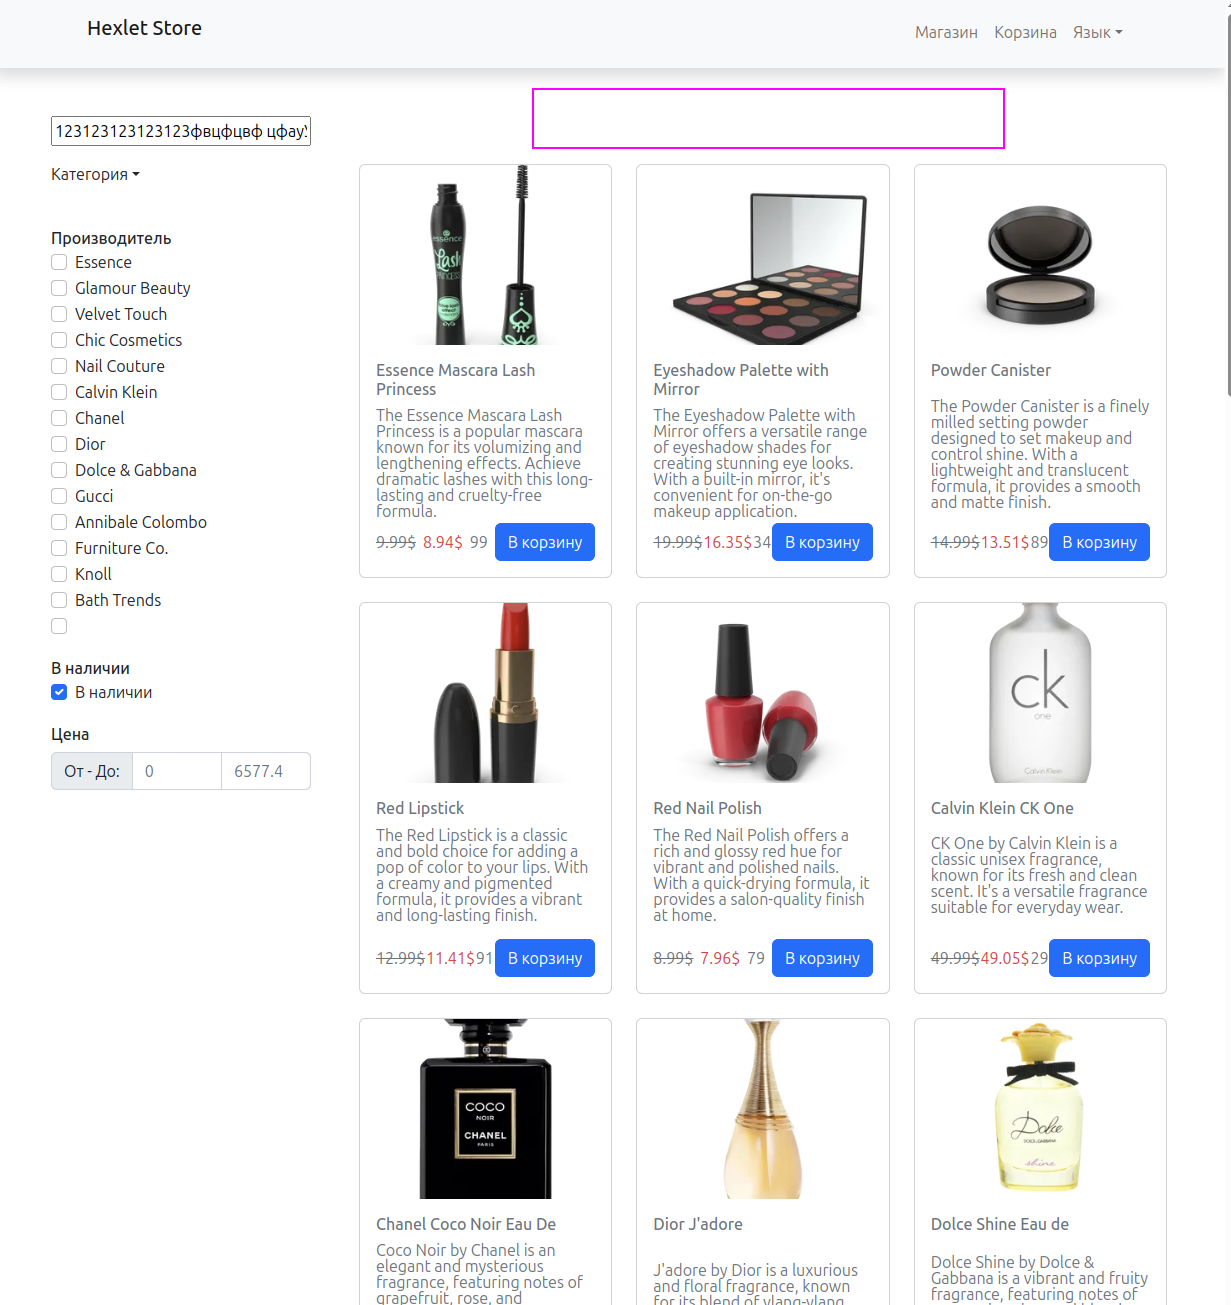 Hexlet Store
Магазин Корзина Язык
123123123123123фвцфцвф цфау
Категория
Производитель
Essence
Glamour Beauty
Velvet Touch
Chic Cosmetics
Nail Couture
Calvin Klein
Chanel
Dior
Dolce & Gabbana
Gucci
Annibale Colombo
Furniture Co.
Knoll
Bath Trends
В наличии
В наличии
Цена
От - До: 0 6577.4
essence
Lash
PRINCESS
Essence Mascara Lash
Princess
The Essence Mascara Lash
Princess is a popular mascara
known for its volumizing and
lengthening effects. Achieve
dramatic lashes with this long-
lasting and cruelty-free
formula.
9.99$ 8.94$ 99 В корзину
Eyeshadow Palette with
Mirror
The Eyeshadow Palette with
Mirror offers a versatile range
of eyeshadow shades for
creating stunning eye looks.
With a built-in mirror, it's
convenient for on-the-go
makeup application.
19.99$16.35$34 В корзину
Powder Canister
The Powder Canister is a finely
milled setting powder
designed to set makeup and
control shine. With a
lightweight and translucent
formula, it provides a smooth
and matte finish.
14.99$13.51$89 В корзину
Red Lipstick
The Red Lipstick is a classic
and bold choice for adding a
pop of color to your lips. With
a creamy and pigmented
formula, it provides a vibrant
and long-lasting finish.
12.99$11.41$91 В корзину
Red Nail Polish
The Red Nail Polish offers a
rich and glossy red hue for
vibrant and polished nails.
With a quick-drying formula, it
provides a salon-quality finish
at home.
8.99$ 7.96$ 79 В корзину
ck
one
Calvin Klein
Calvin Klein CK One
CK One by Calvin Klein is a
classic unisex fragrance,
known for its fresh and clean
scent. It's a versatile fragrance
suitable for everyday wear.
49.99$49.05$29 В корзину
COCO
NOIR
CHANEL
PARIS
Chanel Coco Noir Eau De
Coco Noir by Chanel is an
elegant and mysterious
fragrance, featuring notes of
grapefruit, rose, and
Dior J'adore
J'adore by Dior is a luxurious
and floral fragrance, known
for its blend of ylang-ylang,
Dolce
DOLCE&GABBANA
shine
Dolce Shine Eau de
Dolce Shine by Dolce &
Gabbana is a vibrant and fruity
fragrance, featuring notes of